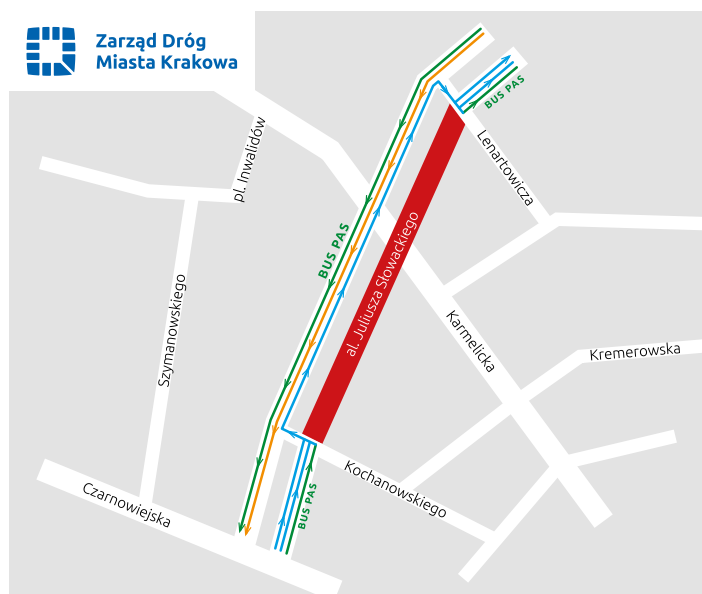 Zarząd Dróg
Miasta Krakowa
BUS PAS
pl. Inwalidów
Lenartowicza
BUS PAS
al. Juliusza Słowackiego
Szymanowskiego
Karmelicka
Kremerowska
Kochanowskiego
Czarnowiejska
BUS PAS